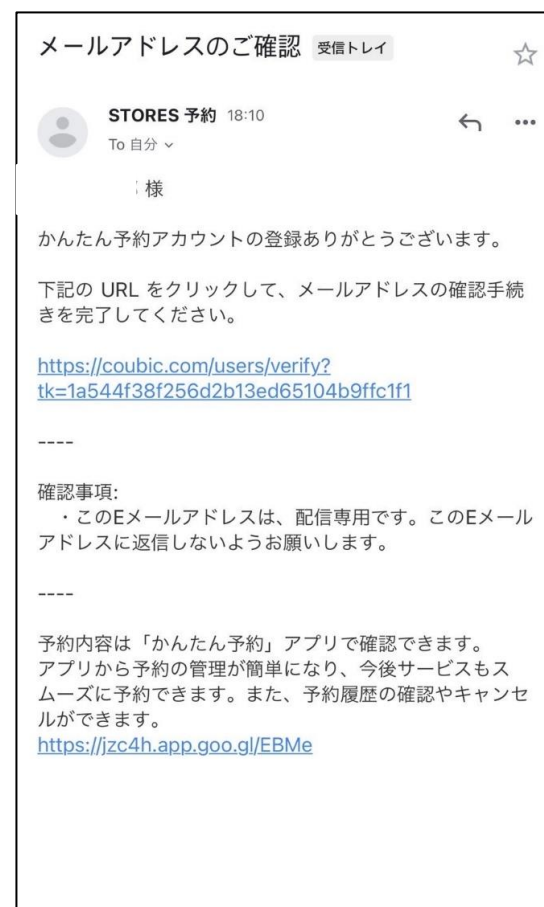 メールアドレスのご確認 受信トレイ
STORES 予約 18:10
To 自分
様
かんたん予約アカウントの登録ありがとうございます。
下記の URL をクリックして、メールアドレスの確認手続
きを完了してください。
https://coubic.com/users/verify?
tk=1a544f38f256d2b13ed65104b9ffc1f1
----
確認事項:
・このEメールアドレスは、配信専用です。このEメール
アドレスに返信しないようお願いします。
----
予約内容は「かんたん予約」アプリで確認できます。
アプリから予約の管理が簡単になり、今後サービスもス
ムーズに予約できます。また、予約履歴の確認やキャンセ
ルができます。
https://jzc4h.app.goo.gl/EBMe